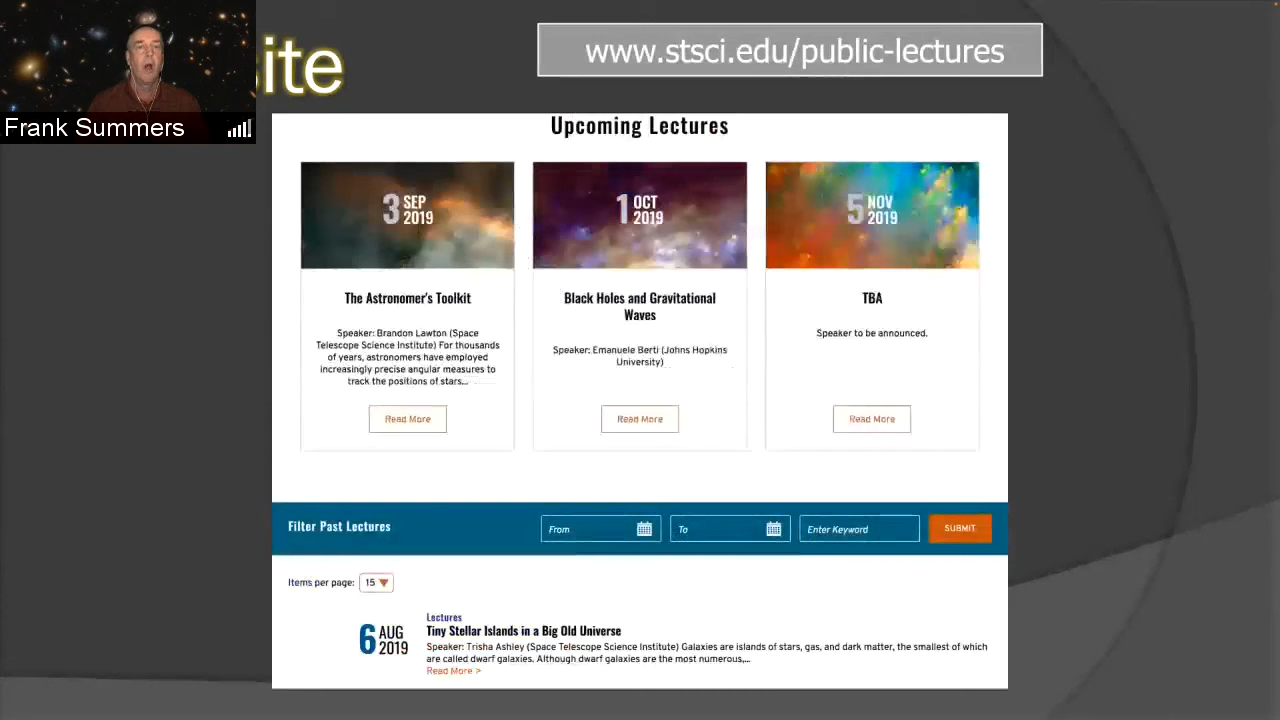 site
www.stsci.edu/public-lectures
Frank Summers
Upcoming Lectures
3 SEP
2019
The Astronomer's Toolkit
Speaker: Brandon Lawton (Space
Telescope Science Institute) For thousands
of years, astronomers have employed
increasingly precise angular measures to
track the positions of stars...
Read More
1 OCT
2019
Black Holes and Gravitational
Waves
Speaker: Emanuele Berti (Johns Hopkins
University)
Read More
5 NOV
2019
TBA
Speaker to be announced.
Read More
Filter Past Lectures
From
To
Enter Keyword
SUBMIT
Items per page: 15
6 AUG
2019
Lectures
Tiny Stellar Islands in a Big Old Universe
Speaker: Trisha Ashley (Space Telescope Science Institute) Galaxies are islands of stars, gas, and dark matter, the smallest of which
are called dwarf galaxies. Although dwarf galaxies are the most numerous,...
Read More >